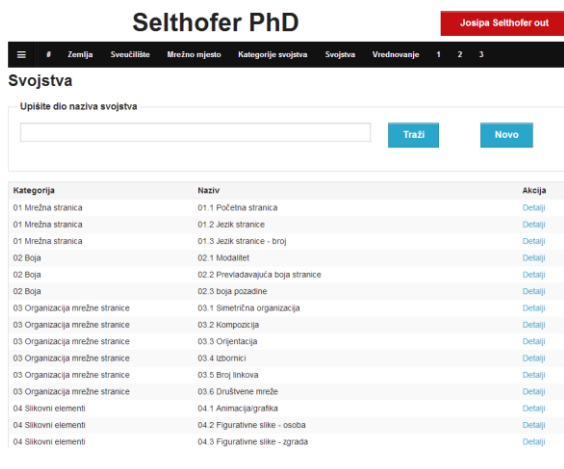 Selthofer PhD
Josipa Selthofer out
☰ # Zemlja Sveučilište Mrežno mjesto Kategorije svojstva Svojstva Vrednovanje 1 2 3
Svojstva
Upišite dio naziva svojstva
Traži Novo
Kategorija Naziv Akcija
01 Mrežna stranica 01.1 Početna stranica Detalji
01 Mrežna stranica 01.2 Jezik stranice Detalji
01 Mrežna stranica 01.3 Jezik stranice - broj Detalji
02 Boja 02.1 Modalitet Detalji
02 Boja 02.2 Prevladavajuća boja stranice Detalji
02 Boja 02.3 boja pozadine Detalji
03 Organizacija mrežne stranice 03.1 Simetrična organizacija Detalji
03 Organizacija mrežne stranice 03.2 Kompozicija Detalji
03 Organizacija mrežne stranice 03.3 Orijentacija Detalji
03 Organizacija mrežne stranice 03.4 Izbornici Detalji
03 Organizacija mrežne stranice 03.5 Broj linkova Detalji
03 Organizacija mrežne stranice 03.6 Društvene mreže Detalji
04 Slikovni elementi 04.1 Animacija/grafika Detalji
04 Slikovni elementi 04.2 Figurativne slike - osoba Detalji
04 Slikovni elementi 04.3 Figurativne slike - zgrada Detalji